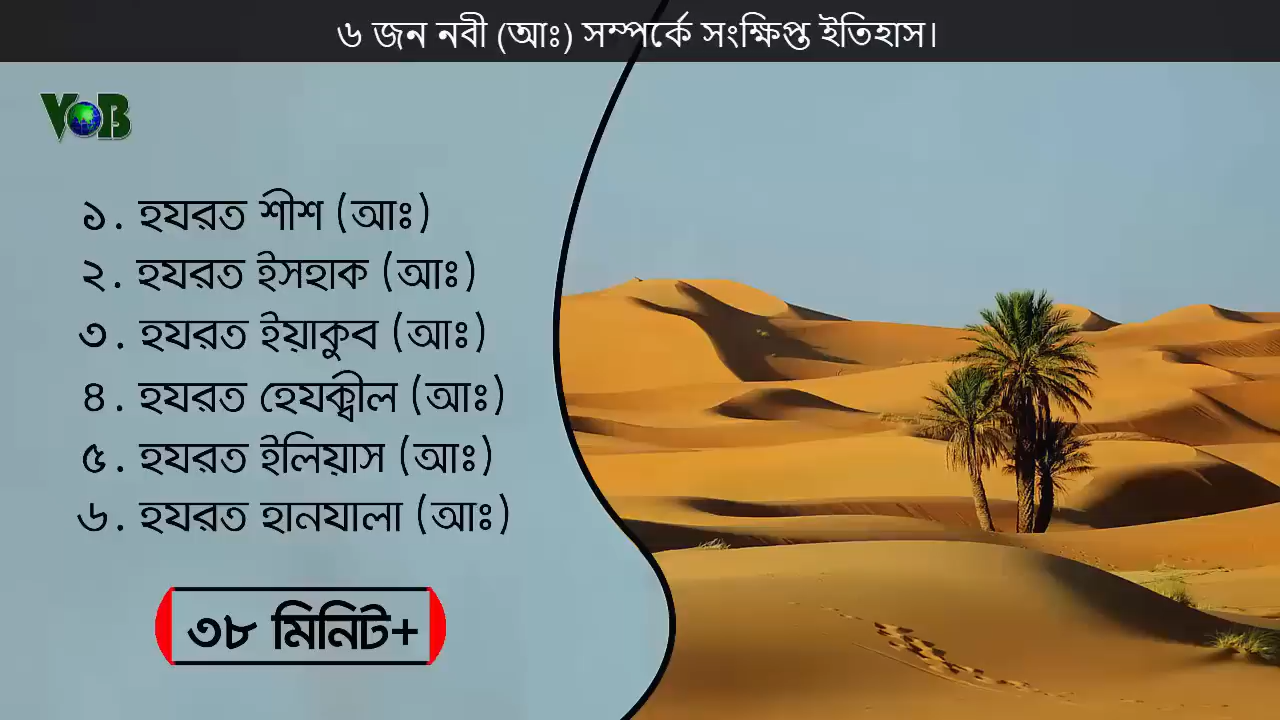 ৬ জন নবী (আঃ) সম্পর্কে সংক্ষিপ্ত ইতিহাস।
VOB
১. হযরত শীশ (আঃ)
২. হযরত ইসহাক (আঃ)
৩. হযরত ইয়াকুব (আঃ)
৪. হযরত হেযক্বীল (আঃ)
৫. হযরত ইলিয়াস (আঃ)
৬. হযরত হানযালা (আঃ)
৩৮ মিনিট+